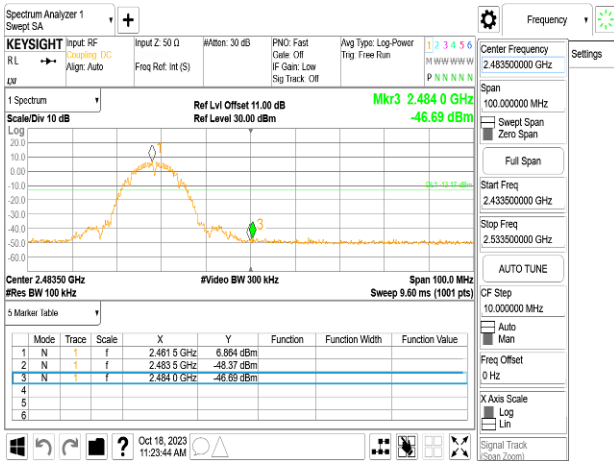 Spectrum Analyzer 1
Swept SA
Frequency
Settings
KEYSIGHT
RL
Input: RF
Coupling: DC
Align: Auto
Input Z: 50 Ω
Freq Ref: Int (S)
#Atten: 30 dB
PNO: Fast
Gate: Off
IF Gain: Low
Sig Track: Off
Avg Type: Log-Power
Trig: Free Run
1 2 3 4 5 6
M W W W W W
P N N N N N
1 Spectrum
Scale/Div 10 dB
Ref Lvl Offset 11.00 dB
Ref Level 30.00 dBm
Mkr3 2.484 0 GHz
-46.69 dBm
Log
20.0
10.0
0.00
-10.0
-20.0
-30.0
-40.0
-50.0
-60.0
1
3
Center 2.48350 GHz
#Res BW 100 kHz
#Video BW 300 kHz
Span 100.0 MHz
Sweep 9.60 ms (1001 pts)
5 Marker Table
Mode Trace Scale X Y Function Function Width Function Value
1 N 1 f 2.461 5 GHz 6.864 dBm
2 N 1 f 2.483 5 GHz -48.37 dBm
3 N 1 f 2.484 0 GHz -46.69 dBm
4
5
6
Oct 18, 2023
11:23:44 AM
Center Frequency
2.483500000 GHz
Span
100.000000 MHz
Swept Span
Zero Span
Full Span
Start Freq
2.433500000 GHz
Stop Freq
2.533500000 GHz
AUTO TUNE
CF Step
10.000000 MHz
Auto
Man
Freq Offset
0 Hz
X Axis Scale
Log
Lin
Signal Track
(Span Zoom)